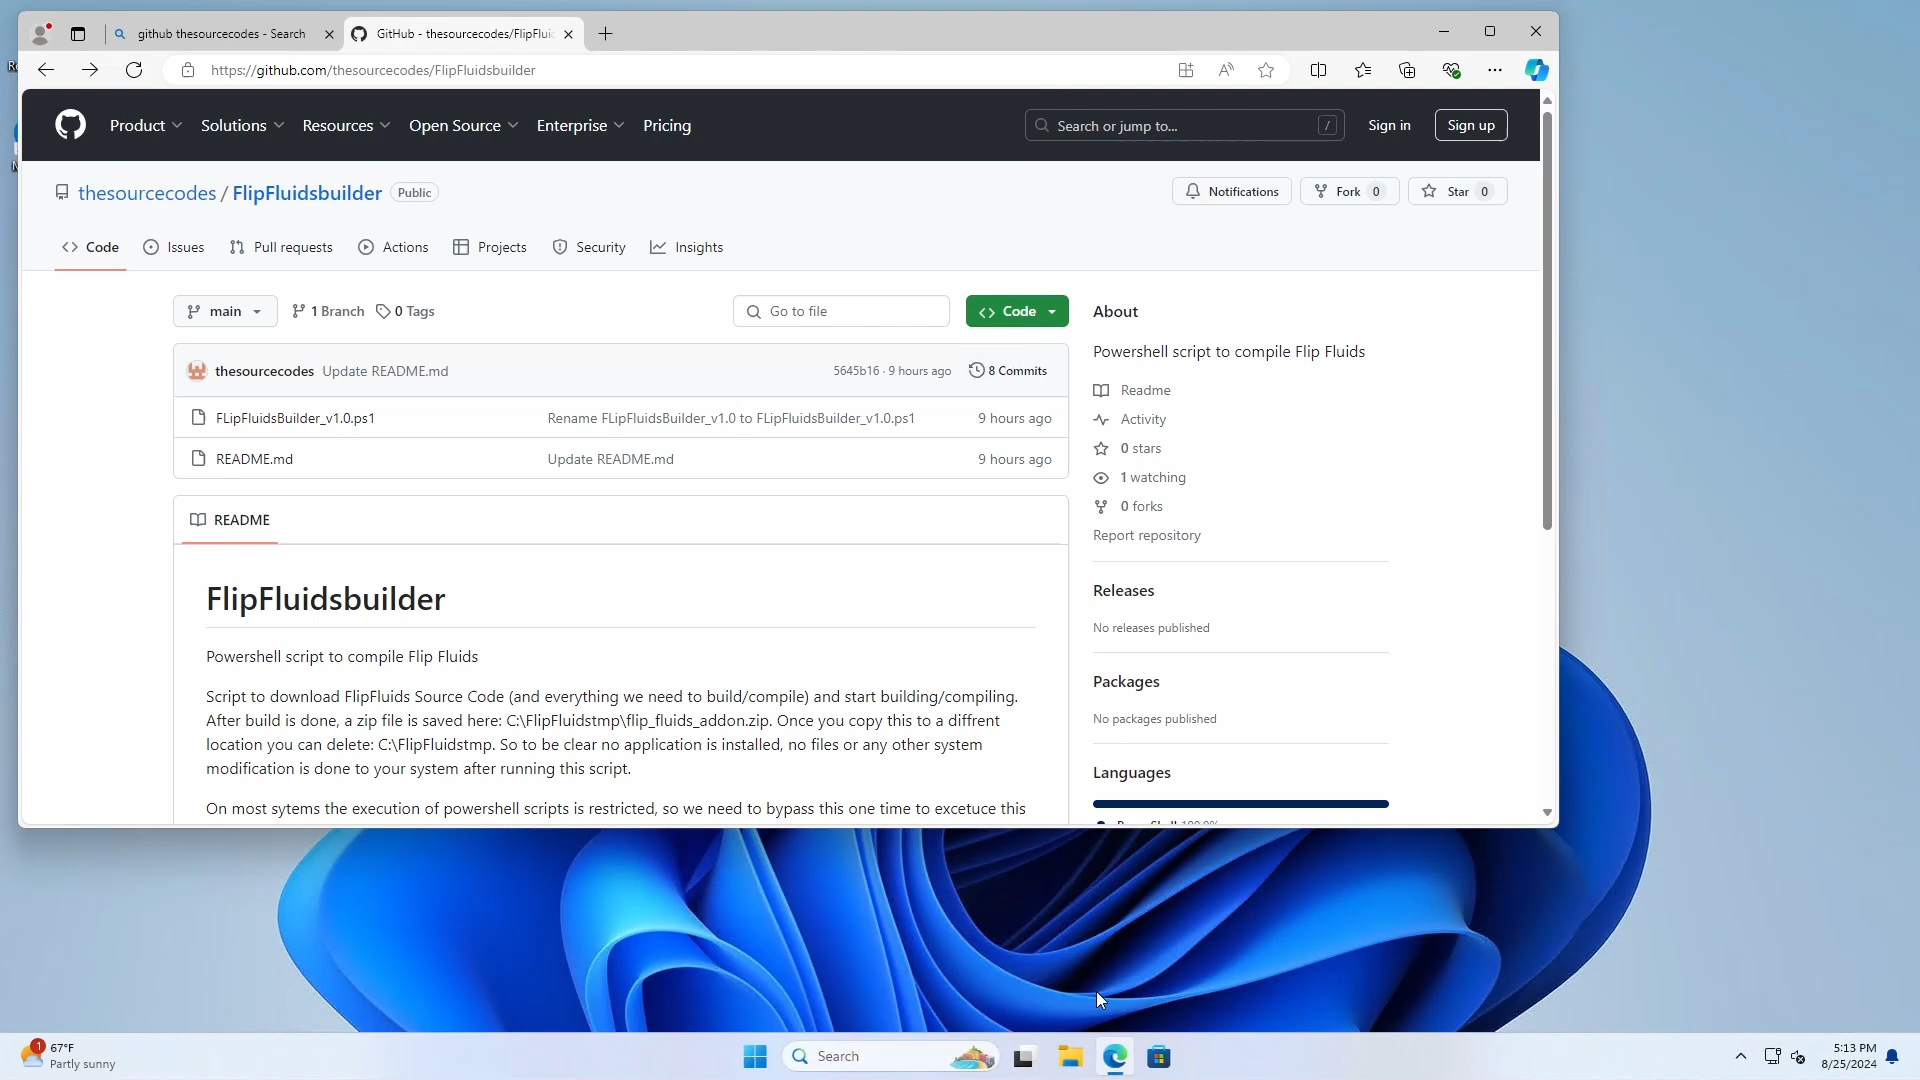 github thesourcecodes - Search
GitHub - thesourcecodes/FlipFlui
https://github.com/thesourcecodes/FlipFluidsbuilder
Product Solutions Resources Open Source Enterprise Pricing
Search or jump to... /
Sign in
Sign up
thesourcecodes / FlipFluidsbuilder Public
Notifications Fork 0 Star 0
Code Issues Pull requests Actions Projects Security Insights
main 1 Branch 0 Tags
Go to file
Code
thesourcecodes Update README.md 5645b16 · 9 hours ago 8 Commits
FLipFluidsBuilder_v1.0.ps1 Rename FLipFluidsBuilder_v1.0 to FLipFluidsBuilder_v1.0.ps1 9 hours ago
README.md Update README.md 9 hours ago
README
FlipFluidsbuilder
Powershell script to compile Flip Fluids
Script to download FlipFluids Source Code (and everything we need to build/compile) and start building/compiling.
After build is done, a zip file is saved here: C:\FlipFluidstmp\flip_fluids_addon.zip. Once you copy this to a diffrent
location you can delete: C:\FlipFluidstmp. So to be clear no application is installed, no files or any other system
modification is done to your system after running this script.
On most sytems the execution of powershell scripts is restricted, so we need to bypass this one time to excetuce this
About
Powershell script to compile Flip Fluids
Readme
Activity
0 stars
1 watching
0 forks
Report repository
Releases
No releases published
Packages
No packages published
Languages
1
67°F
Partly sunny
Search
5:13 PM
8/25/2024